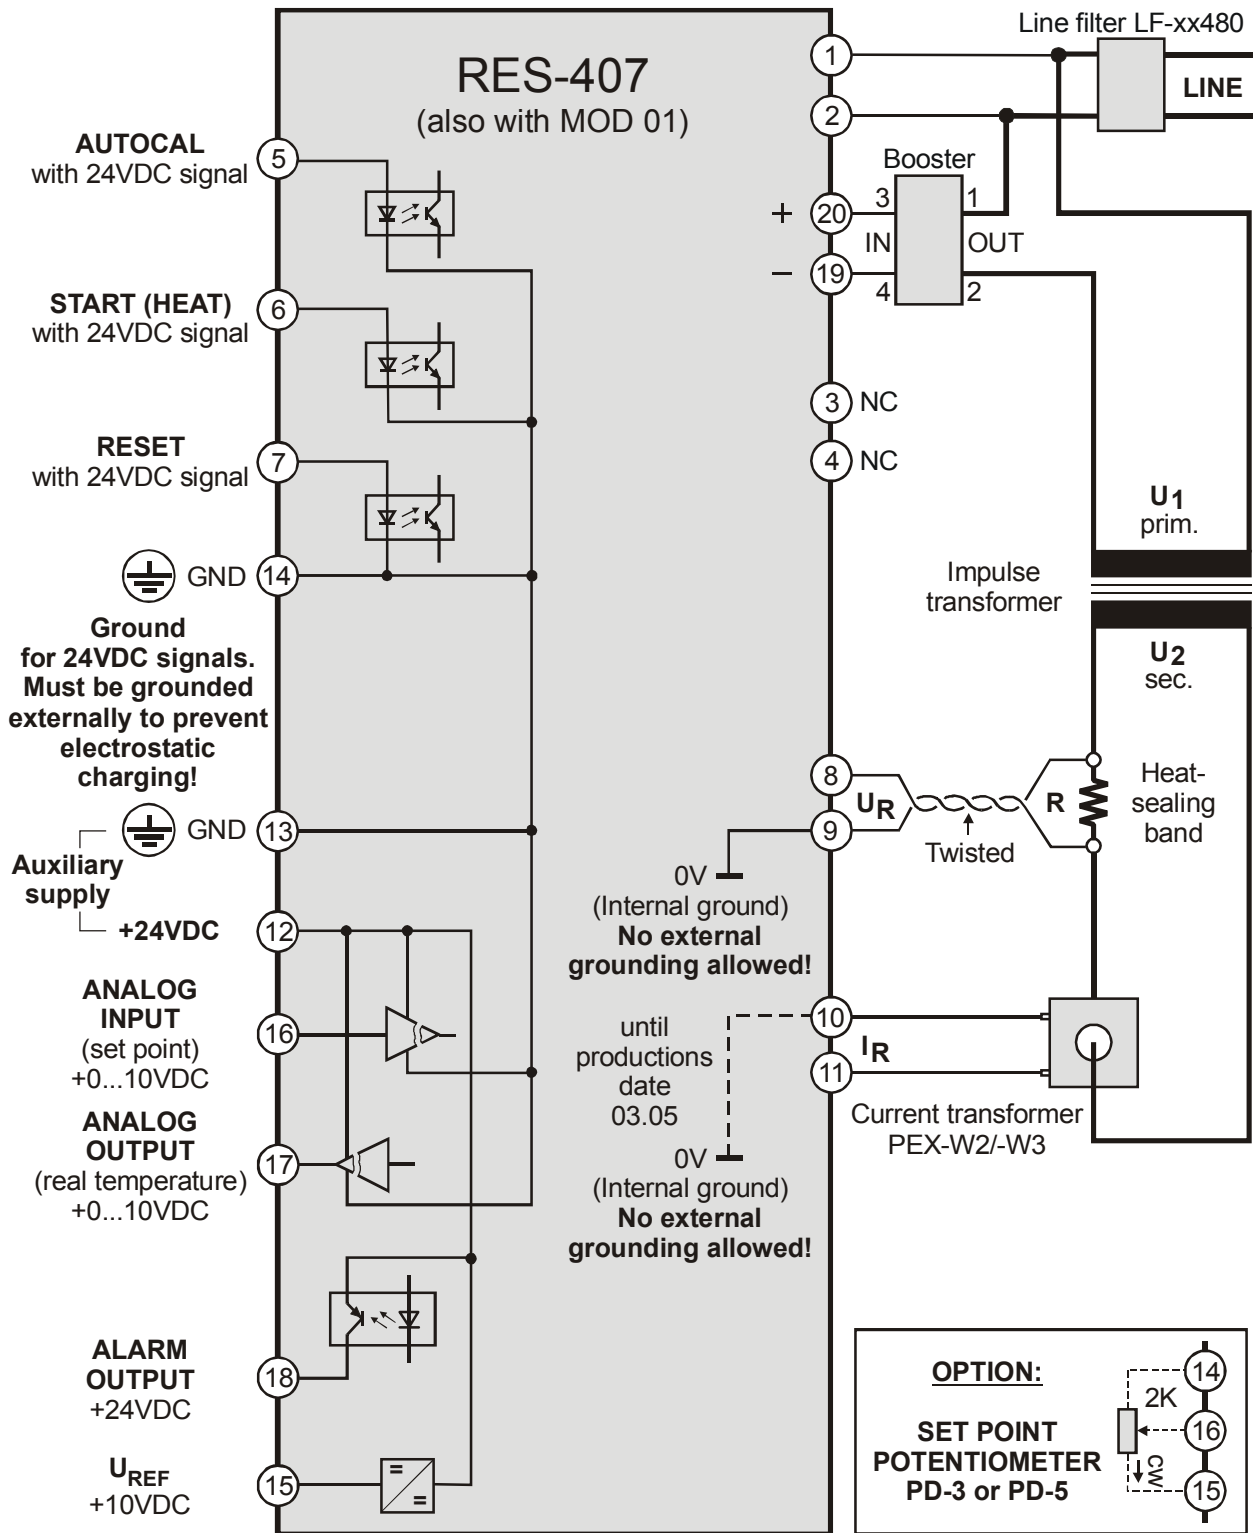 RES-407
(also with MOD 01)
AUTOCAL
with 24VDC signal
5
START (HEAT)
with 24VDC signal
6
RESET
with 24VDC signal
7
GND
14
Ground
for 24VDC signals.
Must be grounded
externally to prevent
electrostatic
charging!
GND
13
Auxiliary
supply
+24VDC
12
ANALOG
INPUT
(set point)
+0...10VDC
16
ANALOG
OUTPUT
(real temperature)
+0...10VDC
17
ALARM
OUTPUT
+24VDC
18
UREF
+10VDC
15
=
=
Line filter LF-xx480
LINE
1
2
Booster
+
20
3
1
IN
OUT
−
19
4
2
3
NC
4
NC
U1
prim.
Impulse
transformer
U2
sec.
8
UR
9
Twisted
R
Heat-
sealing
band
0V
(Internal ground)
No external
grounding allowed!
10
IR
11
until
productions
date
03.05
0V
(Internal ground)
No external
grounding allowed!
Current transformer
PEX-W2/-W3
OPTION:
SET POINT
POTENTIOMETER
PD-3 or PD-5
14
2K
16
CW
15